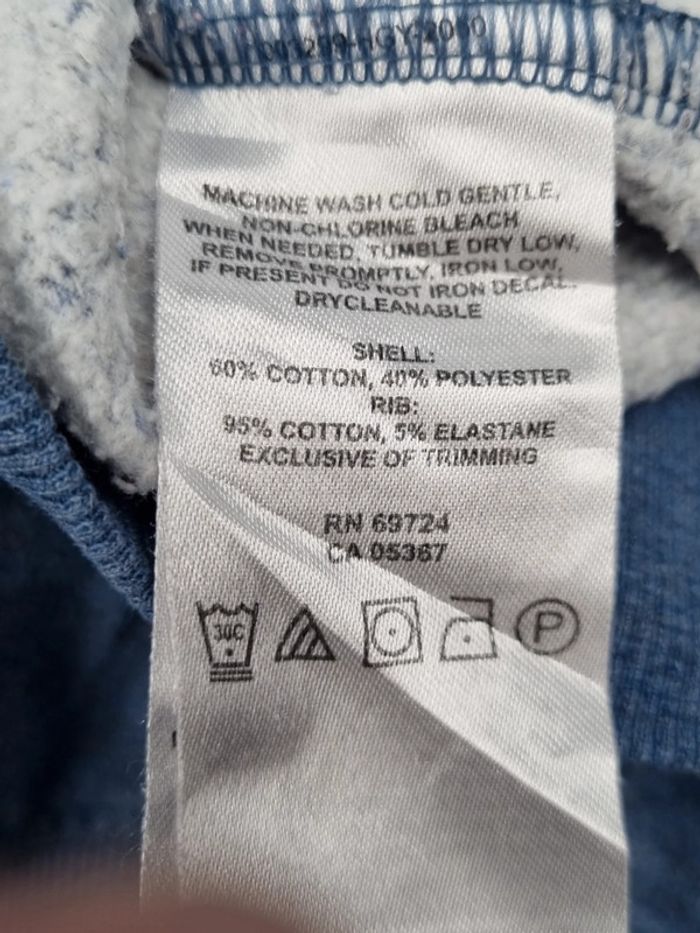 MACHINE WASH COLD GENTLE,
NON-CHLORINE BLEACH
WHEN NEEDED, TUMBLE DRY LOW,
REMOVE PROMPTLY, IRON LOW,
IF PRESENT DO NOT IRON DECAL.
DRYCLEANABLE
SHELL:
60% COTTON, 40% POLYESTER
RIB:
95% COTTON, 5% ELASTANE
EXCLUSIVE OF TRIMMING
RN 69724
CA 05367
30C
P